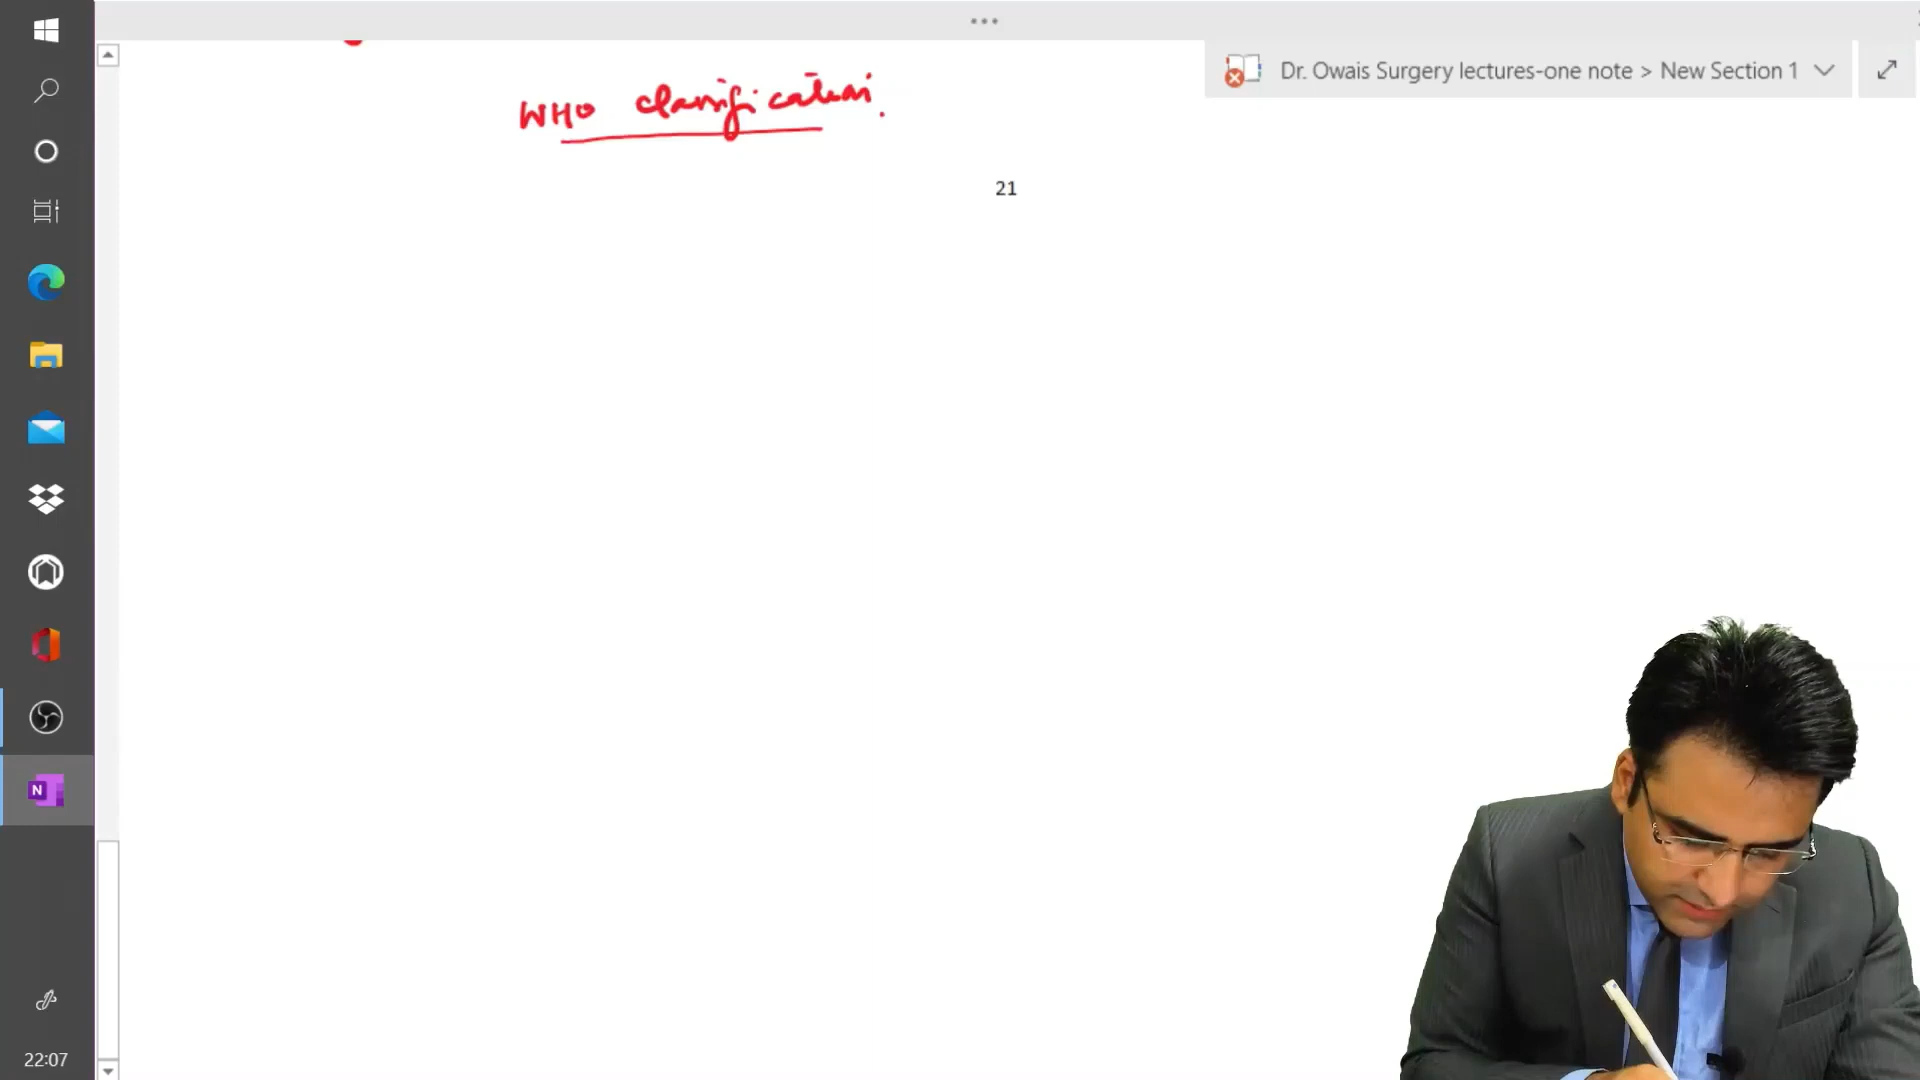 Dr. Owais Surgery lectures-one note > New Section 1
WHO classification.
21
N
22:07